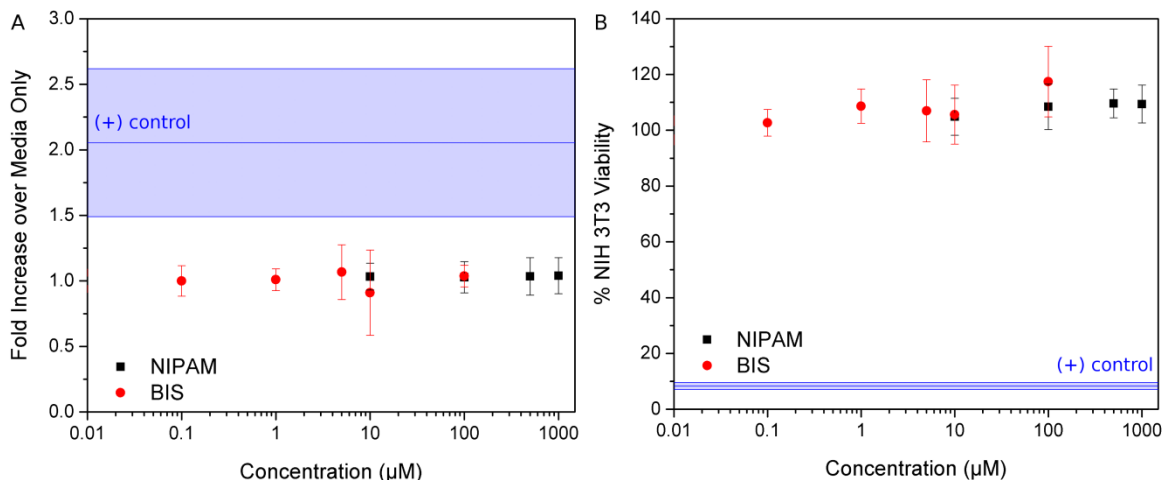 A
Fold Increase over Media Only
3.0
2.5
2.0
1.5
1.0
0.5
0.0
(+) control
NIPAM
BIS
0.01 0.1 1 10 100 1000
Concentration (µM)
B
% NIH 3T3 Viability
140
120
100
80
60
40
20
0
(+) control
NIPAM
BIS
0.01 0.1 1 10 100 1000
Concentration (µM)